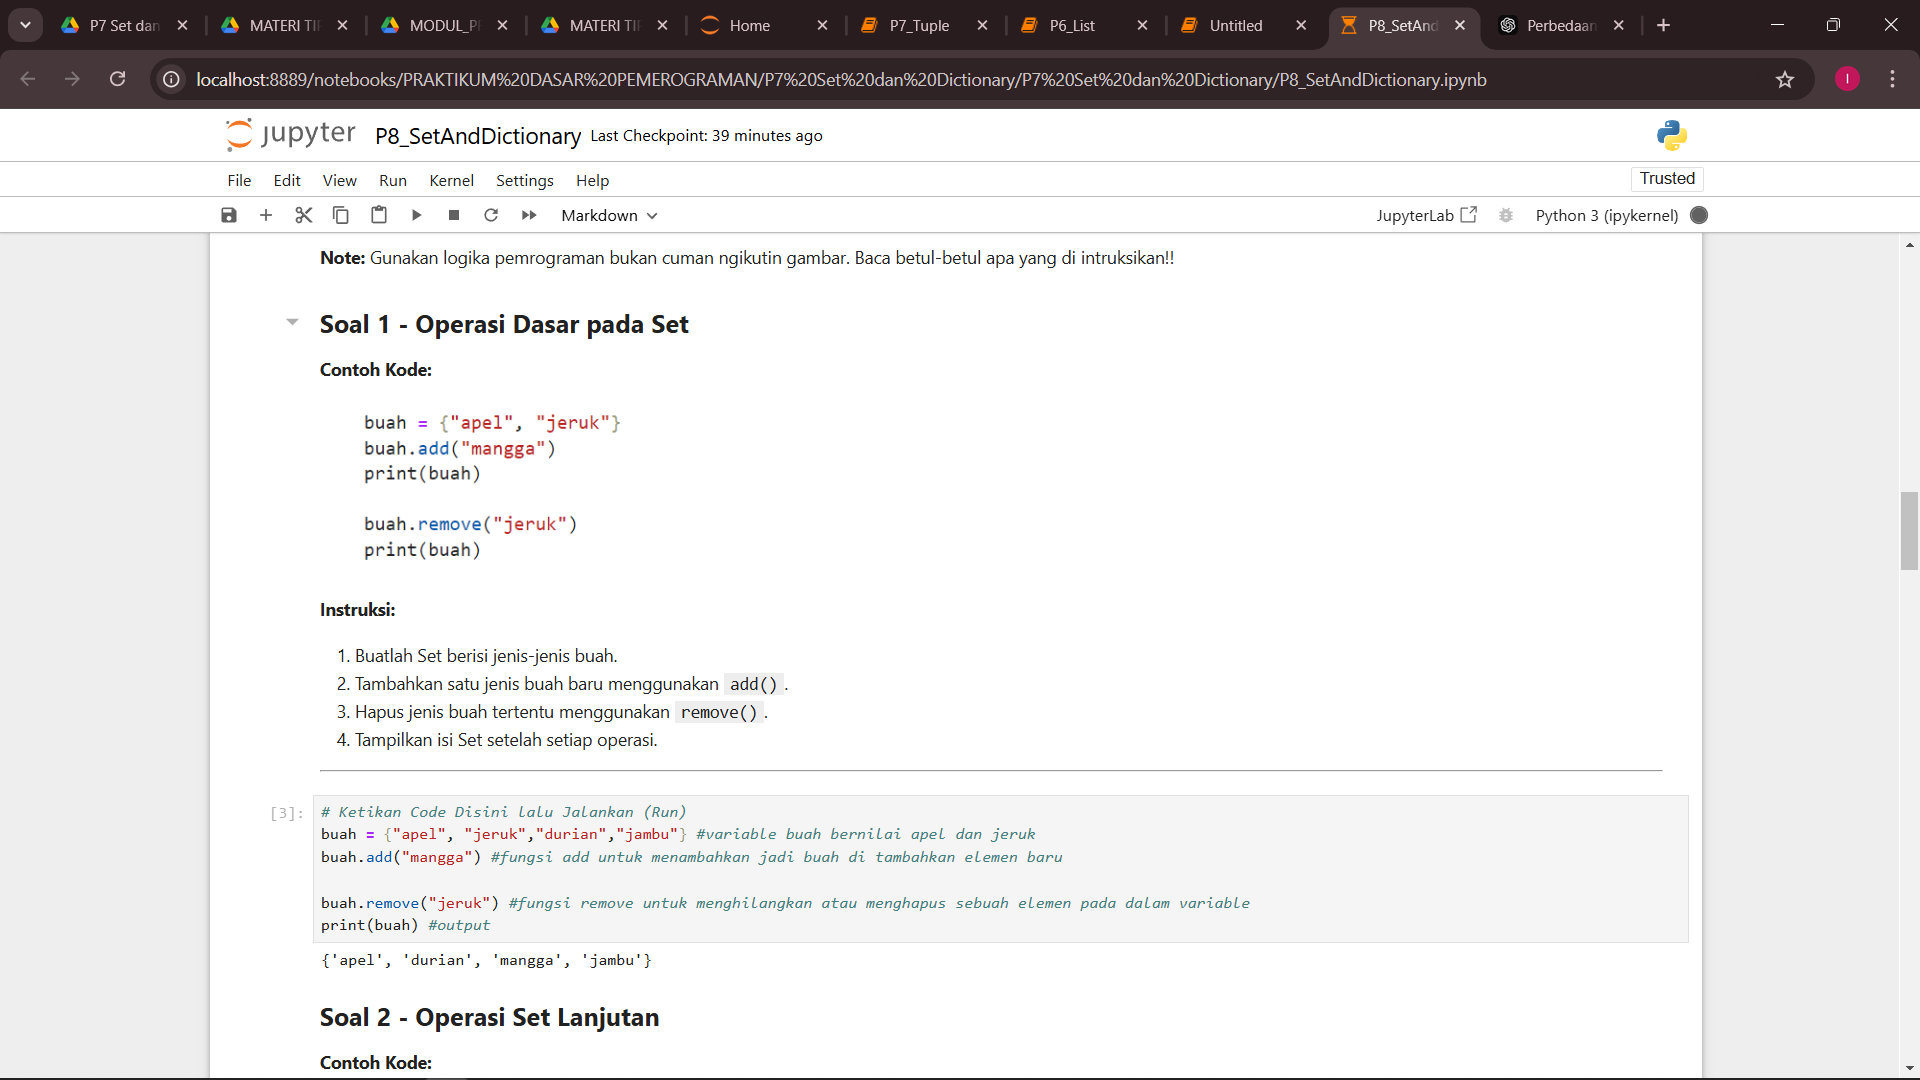 P7 Set dan
MATERI TI
MODUL_P
MATERI TI
Home
P7_Tuple
P6_List
Untitled
P8_SetAnd
Perbedaan
localhost:8889/notebooks/PRAKTIKUM%20DASAR%20PEMEROGRAMAN/P7%20Set%20dan%20Dictionary/P7%20Set%20dan%20Dictionary/P8_SetAndDictionary.ipynb
I
jupyter P8_SetAndDictionary Last Checkpoint: 39 minutes ago
File Edit View Run Kernel Settings Help
Trusted
Markdown
JupyterLab
Python 3 (ipykernel)
Note: Gunakan logika pemrograman bukan cuman ngikutin gambar. Baca betul-betul apa yang di intruksikan!!
Soal 1 - Operasi Dasar pada Set
Contoh Kode:
buah = {"apel", "jeruk"}
buah.add("mangga")
print(buah)
buah.remove("jeruk")
print(buah)
Instruksi:
1. Buatlah Set berisi jenis-jenis buah.
2. Tambahkan satu jenis buah baru menggunakan add() .
3. Hapus jenis buah tertentu menggunakan remove() .
4. Tampilkan isi Set setelah setiap operasi.
[3]:
# Ketikan Code Disini lalu Jalankan (Run)
buah = {"apel", "jeruk","durian","jambu"} #variable buah bernilai apel dan jeruk
buah.add("mangga") #fungsi add untuk menambahkan jadi buah di tambahkan elemen baru
buah.remove("jeruk") #fungsi remove untuk menghilangkan atau menghapus sebuah elemen pada dalam variable
print(buah) #output
{'apel', 'durian', 'mangga', 'jambu'}
Soal 2 - Operasi Set Lanjutan
Contoh Kode: